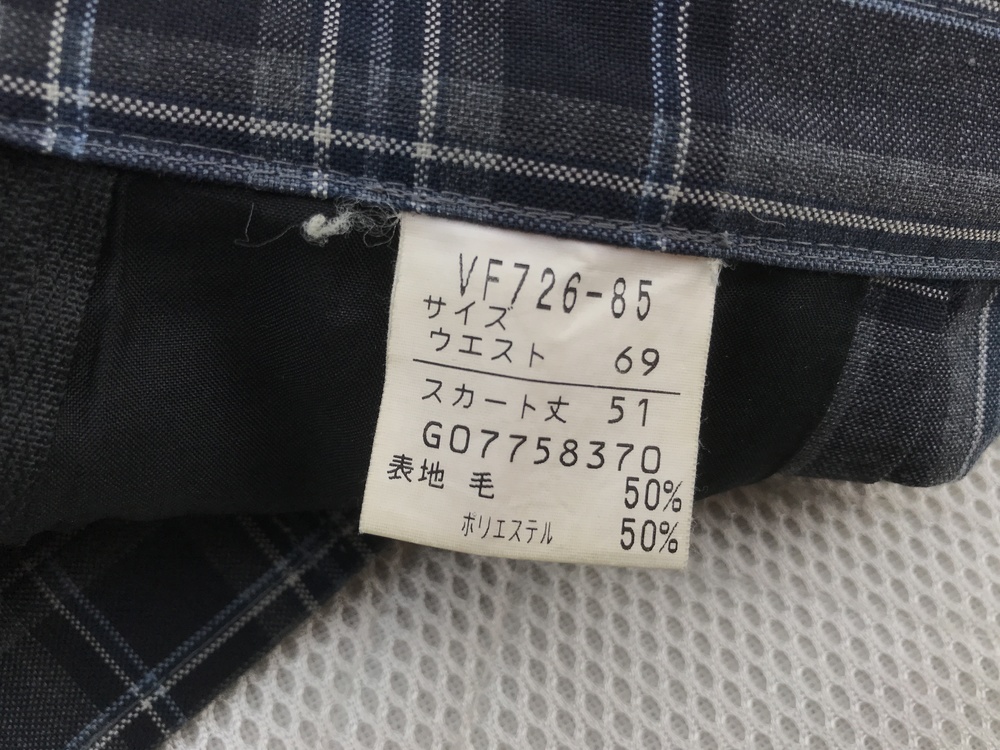 VF726-85
サイズ
ウエスト 69
スカート丈 51
G07758370
表地 毛 50%
ポリエステル 50%